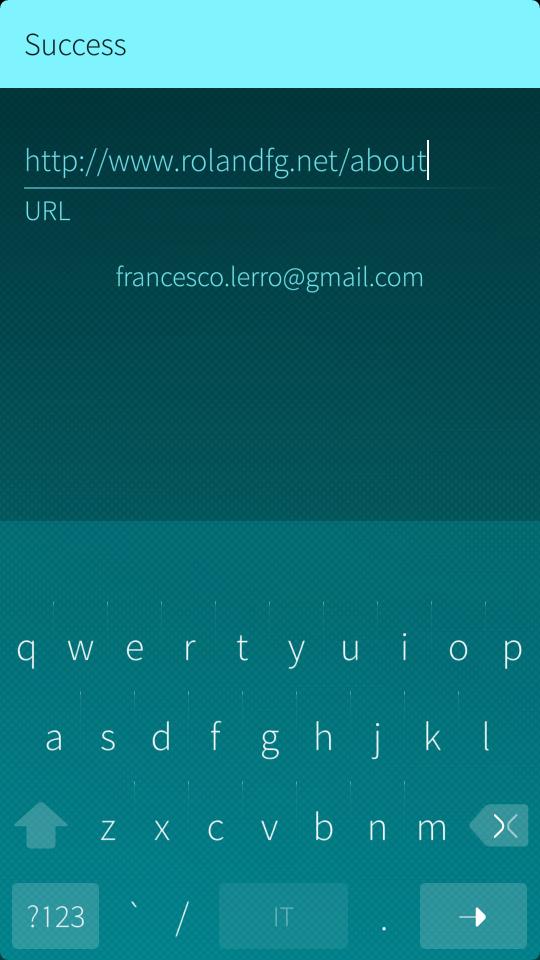 Success
http://www.rolandfg.net/about
URL
francesco.lerro@gmail.com
q w e r t y u i o p
a s d f g h j k l
z x c v b n m
?123 ` / IT .